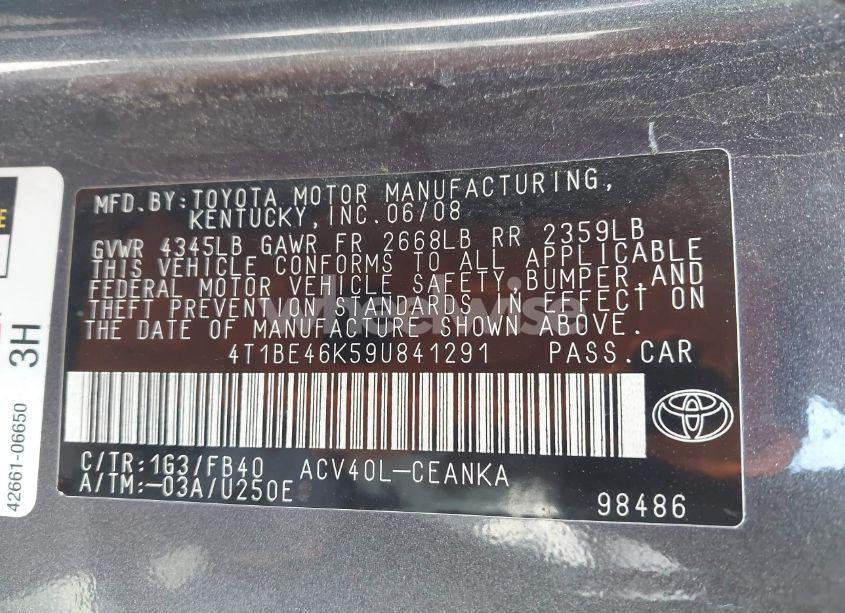 MFD.BY:TOYOTA MOTOR MANUFACTURING,
KENTUCKY,INC.06/08
GVWR 4345LB GAWR FR 2668LB RR 2359LB
THIS VEHICLE CONFORMS TO ALL APPLICABLE
FEDERAL MOTOR VEHICLE SAFETY,BUMPER,AND
THEFT PREVENTION STANDARDS IN EFFECT ON
THE DATE OF MANUFACTURE SHOWN ABOVE.
4T1BE46K59U841291 PASS.CAR
C/TR:1G3/FB40 ACV40L-CEANKA
A/TM:-03A/U250E
98486
3H
42661-06650